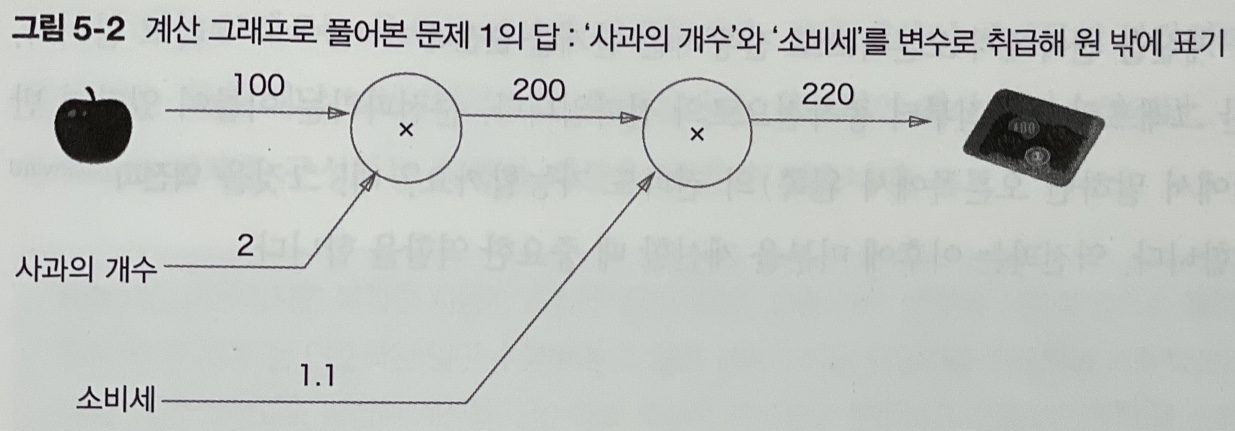 그림 5-2 계산 그래프로 풀어본 문제 1의 답 : ‘사과의 개수’와 ‘소비세’를 변수로 취급해 원 밖에 표기
100
×
200
×
220
사과의 개수
2
소비세
1.1